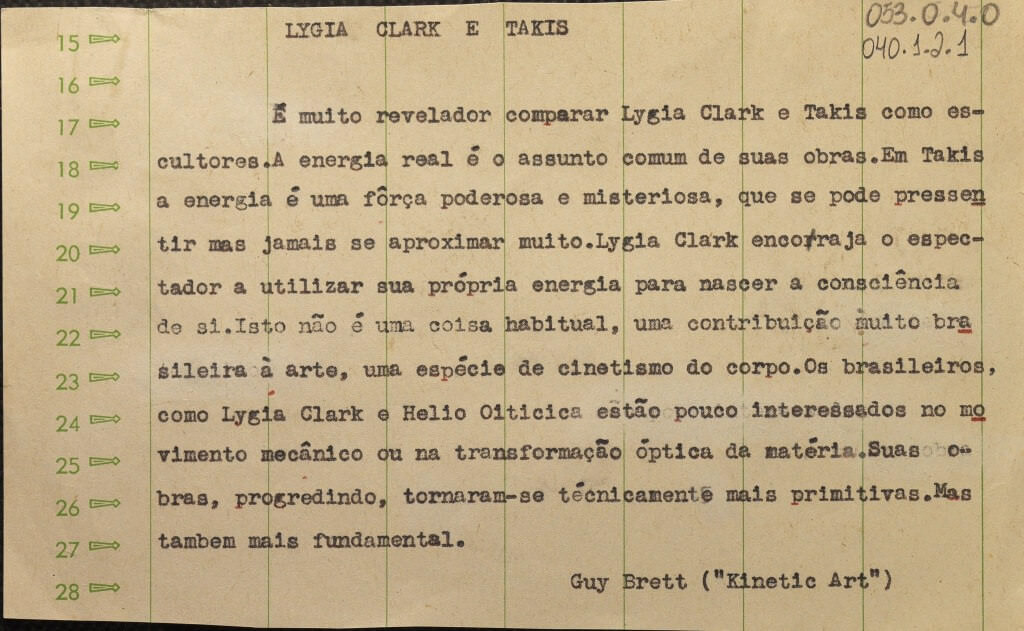 053.0.4.0
LYGIA CLARK E TAKIS
040.1.2.1
15
16
17 É muito revelador comparar Lygia Clark e Takis como es-
18 cultores.A energia real é o assunto comum de suas obras.Em Takis
19 a energia é uma fôrça poderosa e misteriosa, que se pode pressen
20 tir mas jamais se aproximar muito.Lygia Clark encoraja o espec-
21 tador a utilizar sua própria energia para nascer a consciência
22 de si.Isto não é uma coisa habitual, uma contribuição muito bra
23 sileira à arte, uma espécie de cinetismo do corpo.Os brasileiros,
24 como Lygia Clark e Helio Oiticica estão pouco interessados no mo
25 vimento mecânico ou na transformação óptica da matéria.Suas o-
26 bras, progredindo, tornaram-se técnicamente mais primitivas.Mas
27 tambem mais fundamental.
28 Guy Brett ("Kinetic Art")